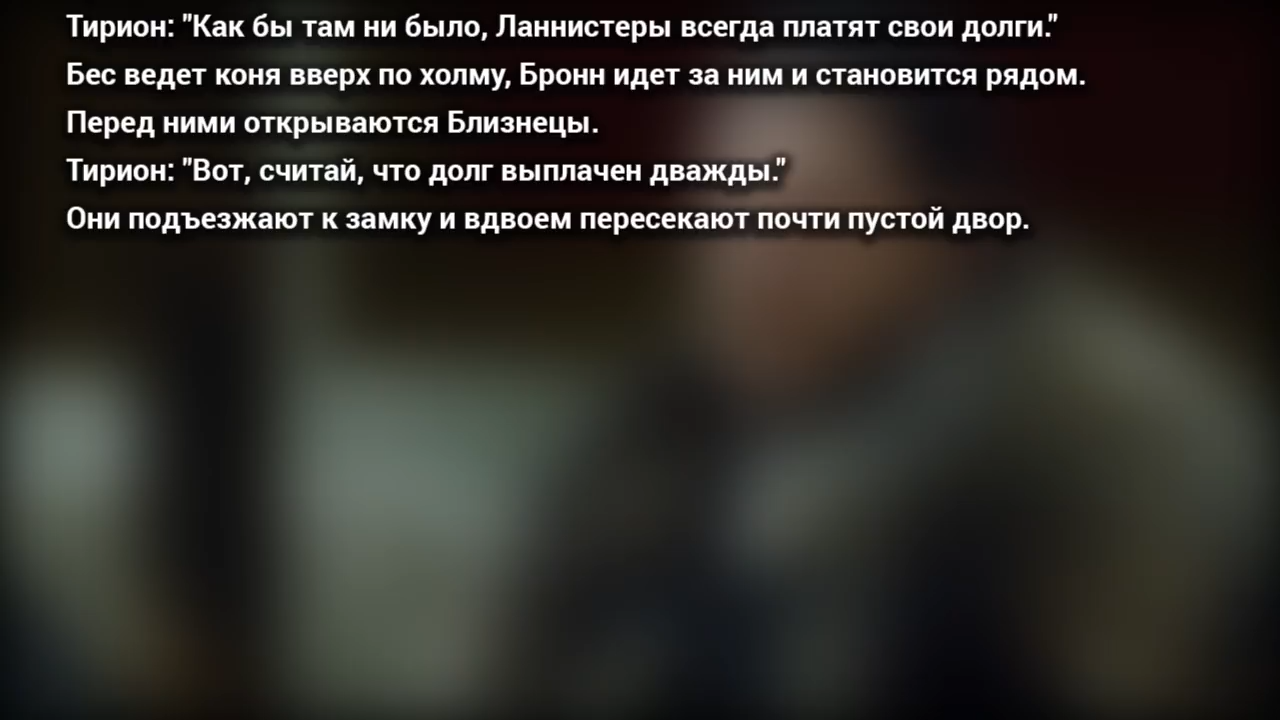 Тирион: "Как бы там ни было, Ланнистеры всегда платят свои долги."
Бес ведет коня вверх по холму, Бронн идет за ним и становится рядом.
Перед ними открываются Близнецы.
Тирион: "Вот, считай, что долг выплачен дважды."
Они подъезжают к замку и вдвоем пересекают почти пустой двор.